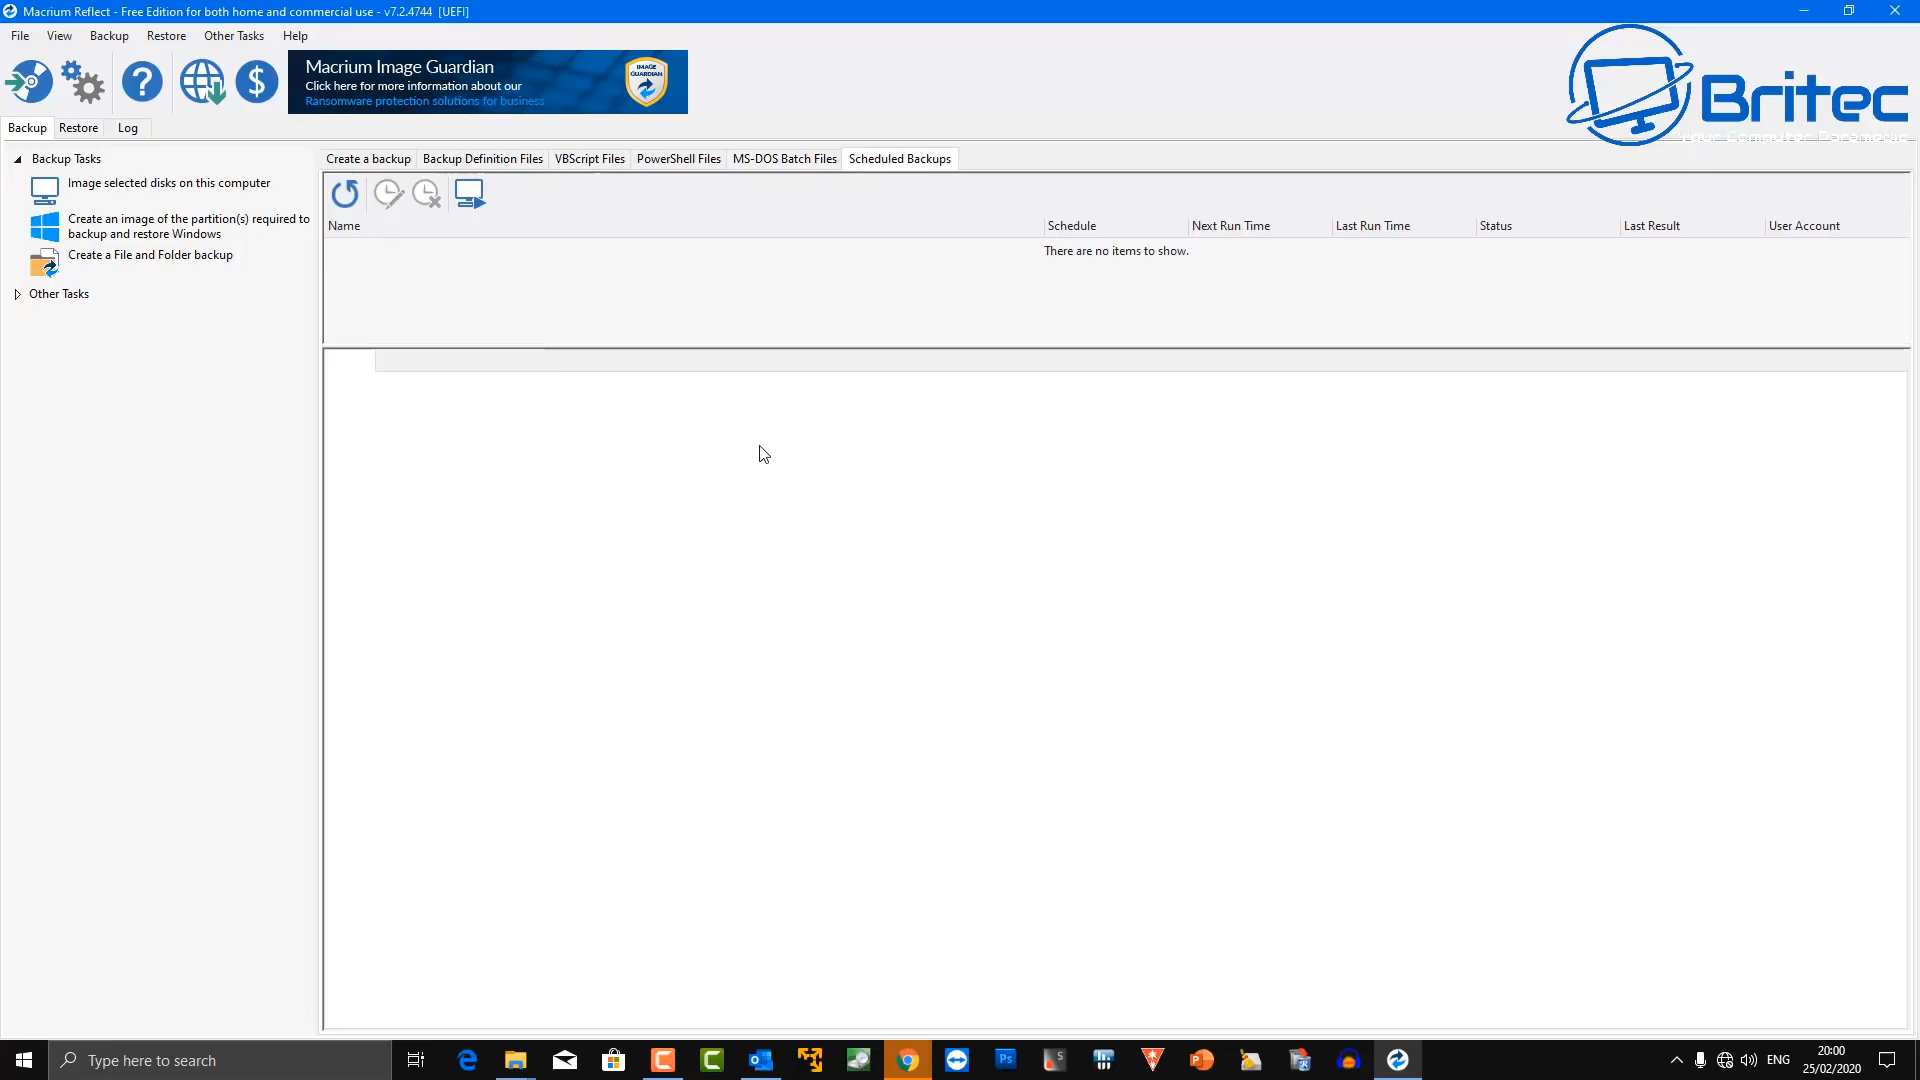 Macrium Reflect - Free Edition for both home and commercial use - v7.2.4744 [UEFI]
File View Backup Restore Other Tasks Help
Macrium Image Guardian
Click here for more information about our
Ransomware protection solutions for business
IMAGE
GUARDIAN
Britec
Your Computer Paramedic
Backup Restore Log
Backup Tasks
Image selected disks on this computer
Create an image of the partition(s) required to
backup and restore Windows
Create a File and Folder backup
Other Tasks
Create a backup Backup Definition Files VBScript Files PowerShell Files MS-DOS Batch Files Scheduled Backups
Name Schedule Next Run Time Last Run Time Status Last Result User Account
There are no items to show.
Type here to search
Ps
S
P
ENG
20:00
25/02/2020